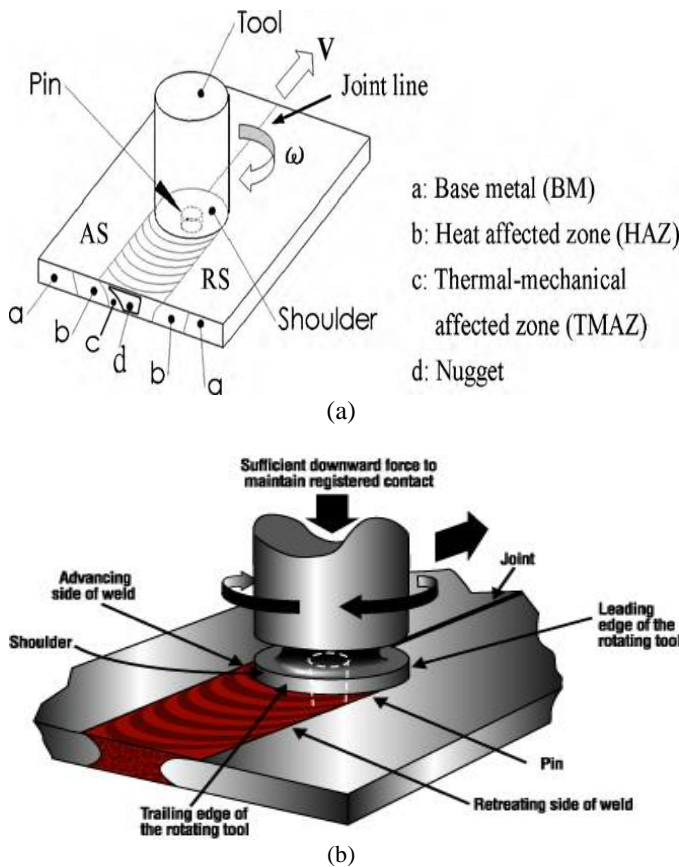 Tool
V
Pin
Joint line
ω
AS
RS
Shoulder
a
b
c
d
b
a
a: Base metal (BM)
b: Heat affected zone (HAZ)
c: Thermal-mechanical
affected zone (TMAZ)
d: Nugget
(a)
Sufficient downward force to
maintain registered contact
Advancing
side of weld
Joint
Shoulder
Leading
edge of the
rotating tool
Pin
Trailing edge of
the rotating tool
Retreating side of weld
(b)